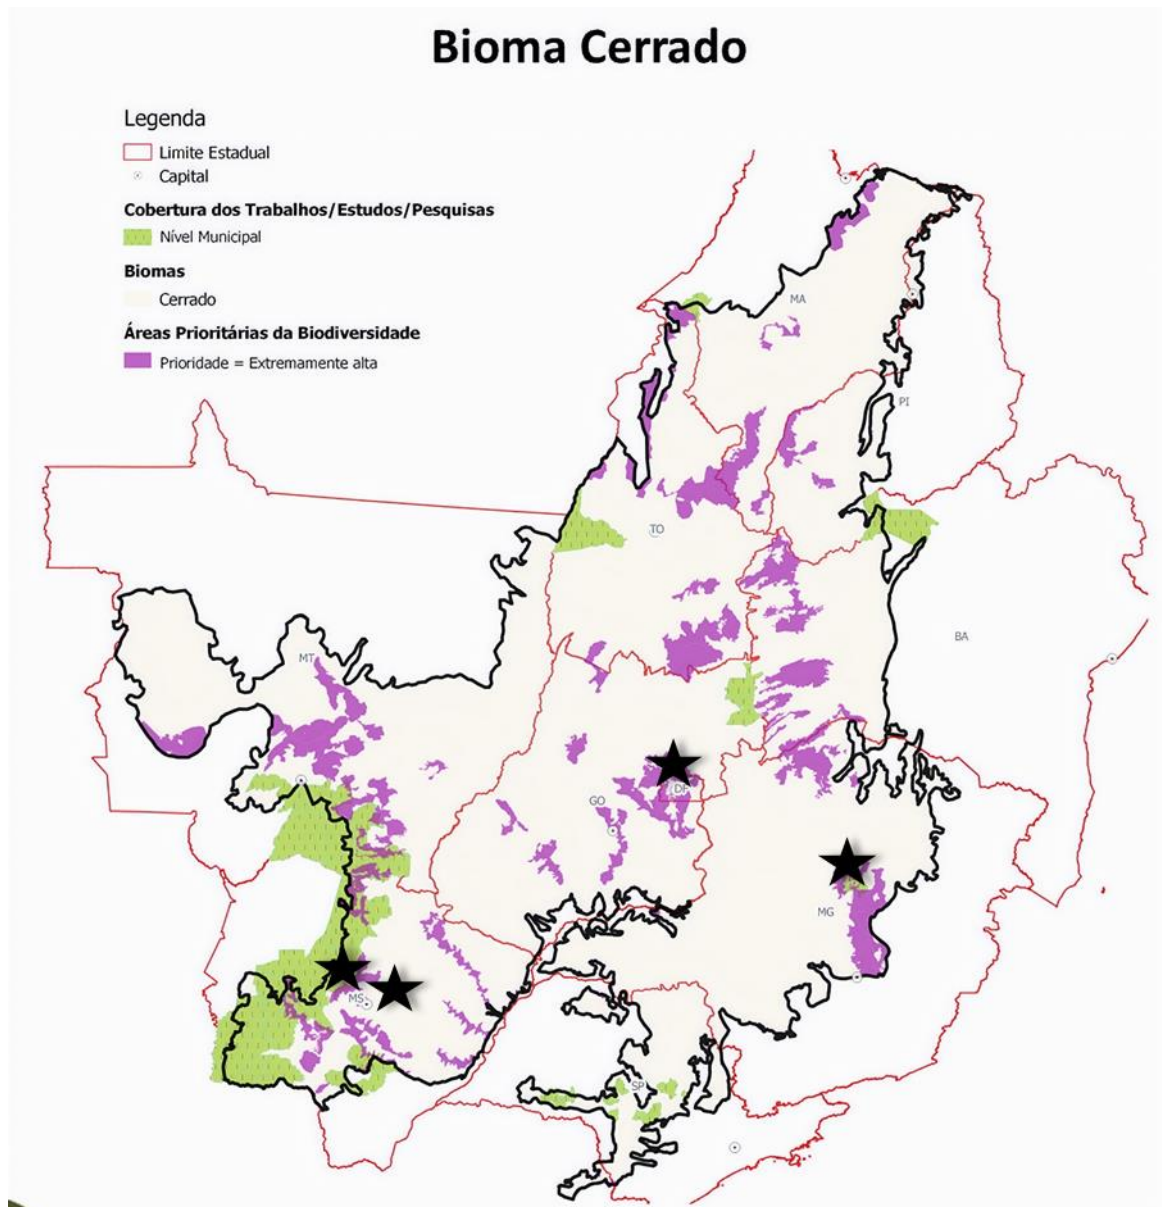 Bioma Cerrado
Legenda
Limite Estadual
Capital
Cobertura dos Trabalhos/Estudos/Pesquisas
Nível Municipal
Biomas
Cerrado
Áreas Prioritárias da Biodiversidade
Prioridade = Extremamente alta
MA
PI
TO
BA
MT
DF
GO
MG
MS
SP